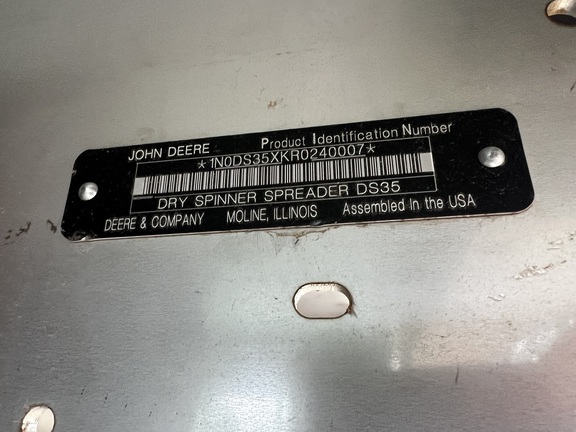 JOHN DEERE Product Identification Number
*1N0DS35XKR0240007*
DRY SPINNER SPREADER DS35
DEERE & COMPANY MOLINE, ILLINOIS Assembled in the USA